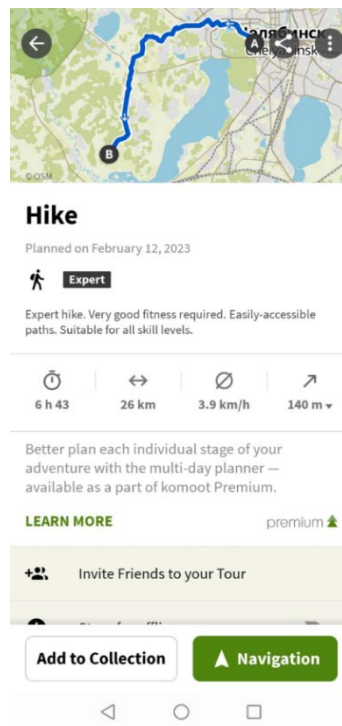 Челябинск
A
Chelyabinsk
B
© OSM
Hike
Planned on February 12, 2023
Expert
Expert hike. Very good fitness required. Easily-accessible
paths. Suitable for all skill levels.
6 h 43
26 km
3.9 km/h
140 m
Better plan each individual stage of your
adventure with the multi-day planner —
available as a part of komoot Premium.
LEARN MORE
premium
Invite Friends to your Tour
Add to Collection
Navigation